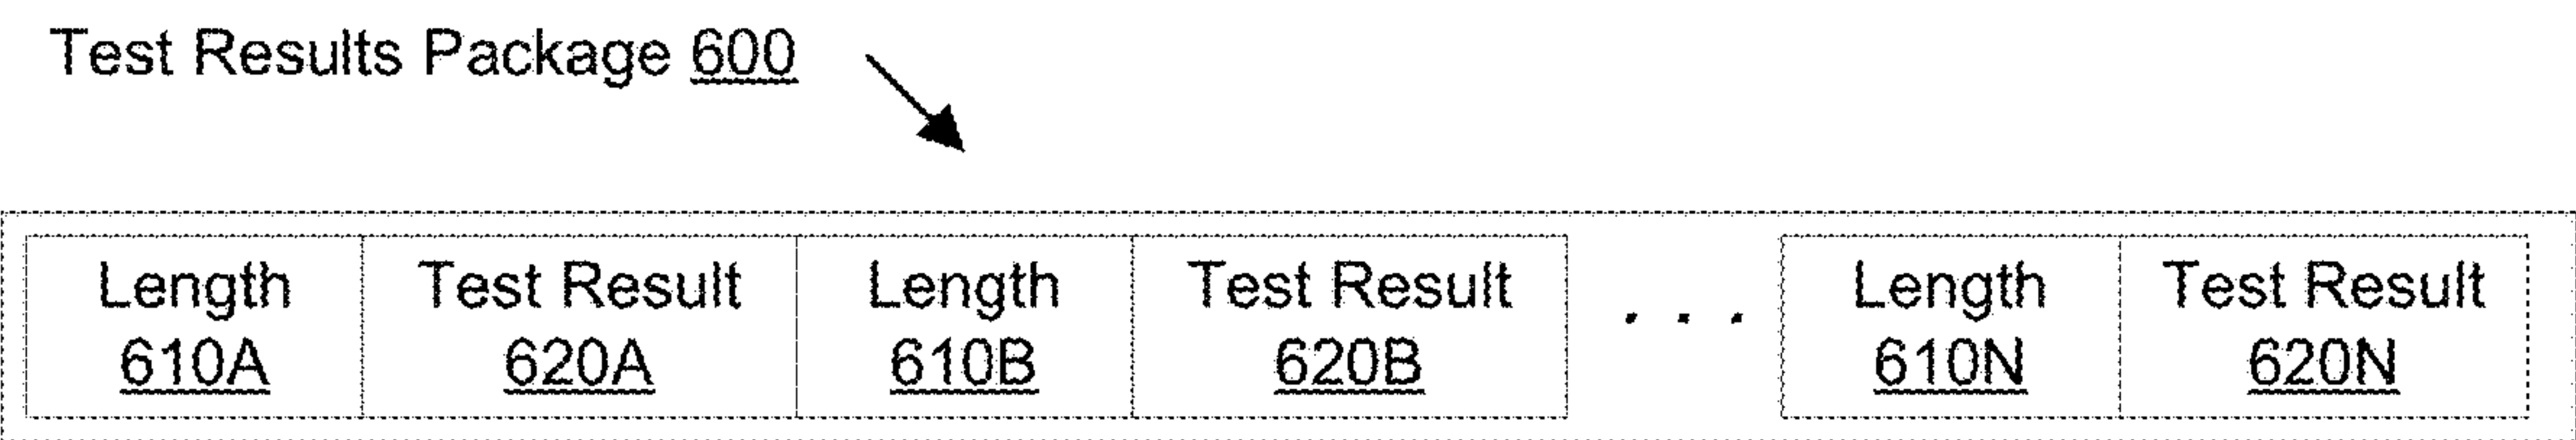 Test Results Package 600
Length Test Result Length Test Result . . . Length Test Result
610A 620A 610B 620B 610N 620N